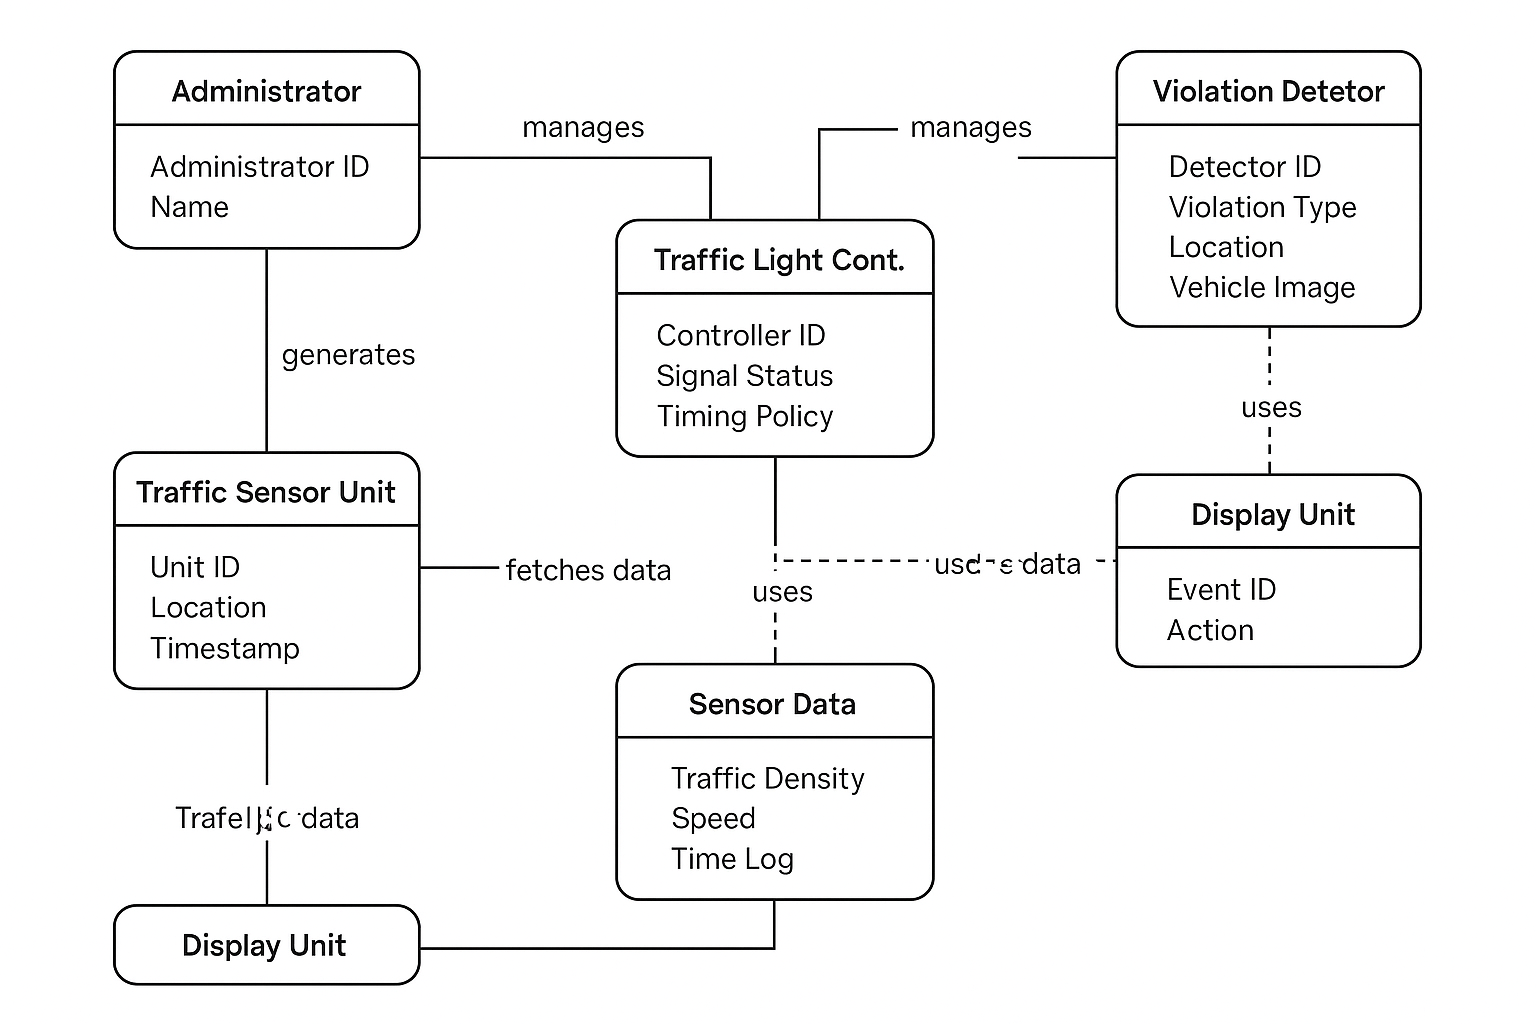 Administrator
Administrator ID
Name
manages
manages
Violation Detetor
Detector ID
Violation Type
Location
Vehicle Image
Traffic Light Cont.
Controller ID
Signal Status
Timing Policy
generates
uses
Traffic Sensor Unit
Unit ID
Location
Timestamp
fetches data
uses
data
Display Unit
Event ID
Action
Sensor Data
Traffic Density
Speed
Time Log
data
Display Unit